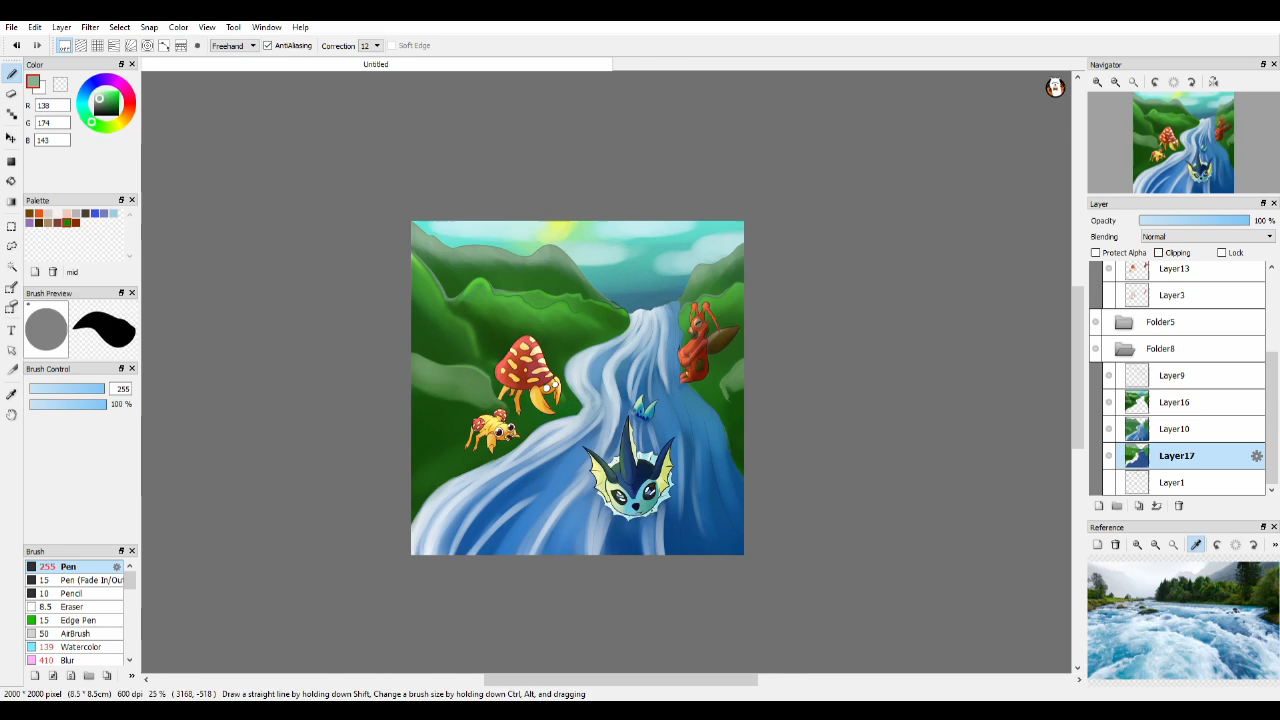 File Edit Layer Filter Select Snap Color View Tool Window Help
OFF Freehand AntiAliasing Correction 12 Soft Edge
Color
R 138
G 174
B 143
Palette
mid
Brush Preview
Brush Control
255
100 %
Brush
255 Pen
15 Pen (Fade In/Out
10 Pencil
8.5 Eraser
15 Edge Pen
50 AirBrush
139 Watercolor
410 Blur
Untitled
Navigator
Layer
Opacity 100 %
Blending Normal
Protect Alpha Clipping Lock
Layer13
Layer3
Folder5
Folder8
Layer9
Layer16
Layer10
Layer17
Layer1
Reference
2000 * 2000 pixel (8.5 * 8.5cm) 600 dpi 25 % ( 3168, -518 ) Draw a straight line by holding down Shift, Change a brush size by holding down Ctrl, Alt, and dragging